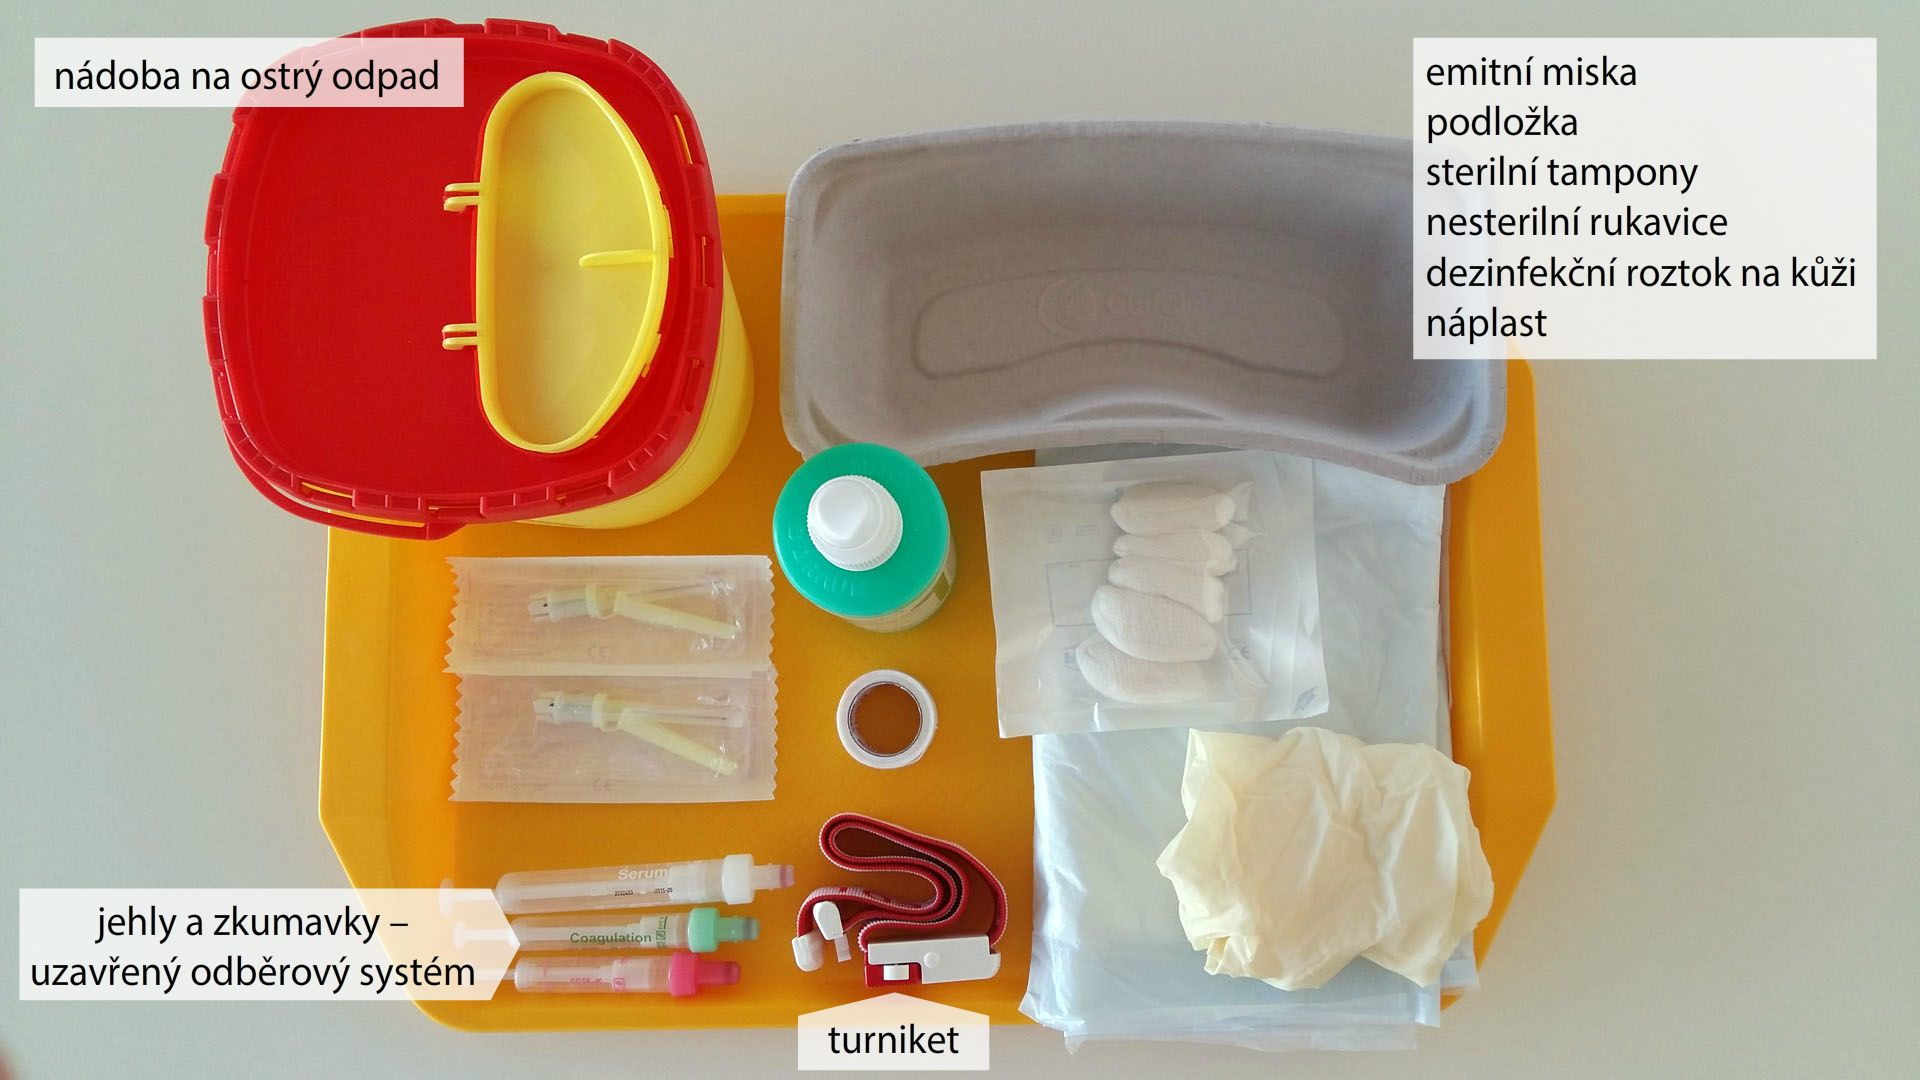 nádoba na ostrý odpad
emitní miska
podložka
sterilní tampony
nesterilní rukavice
dezinfekční roztok na kůži
náplast
Serum
Coagulation
jehly a zkumavky –
uzavřený odběrový systém
turniket